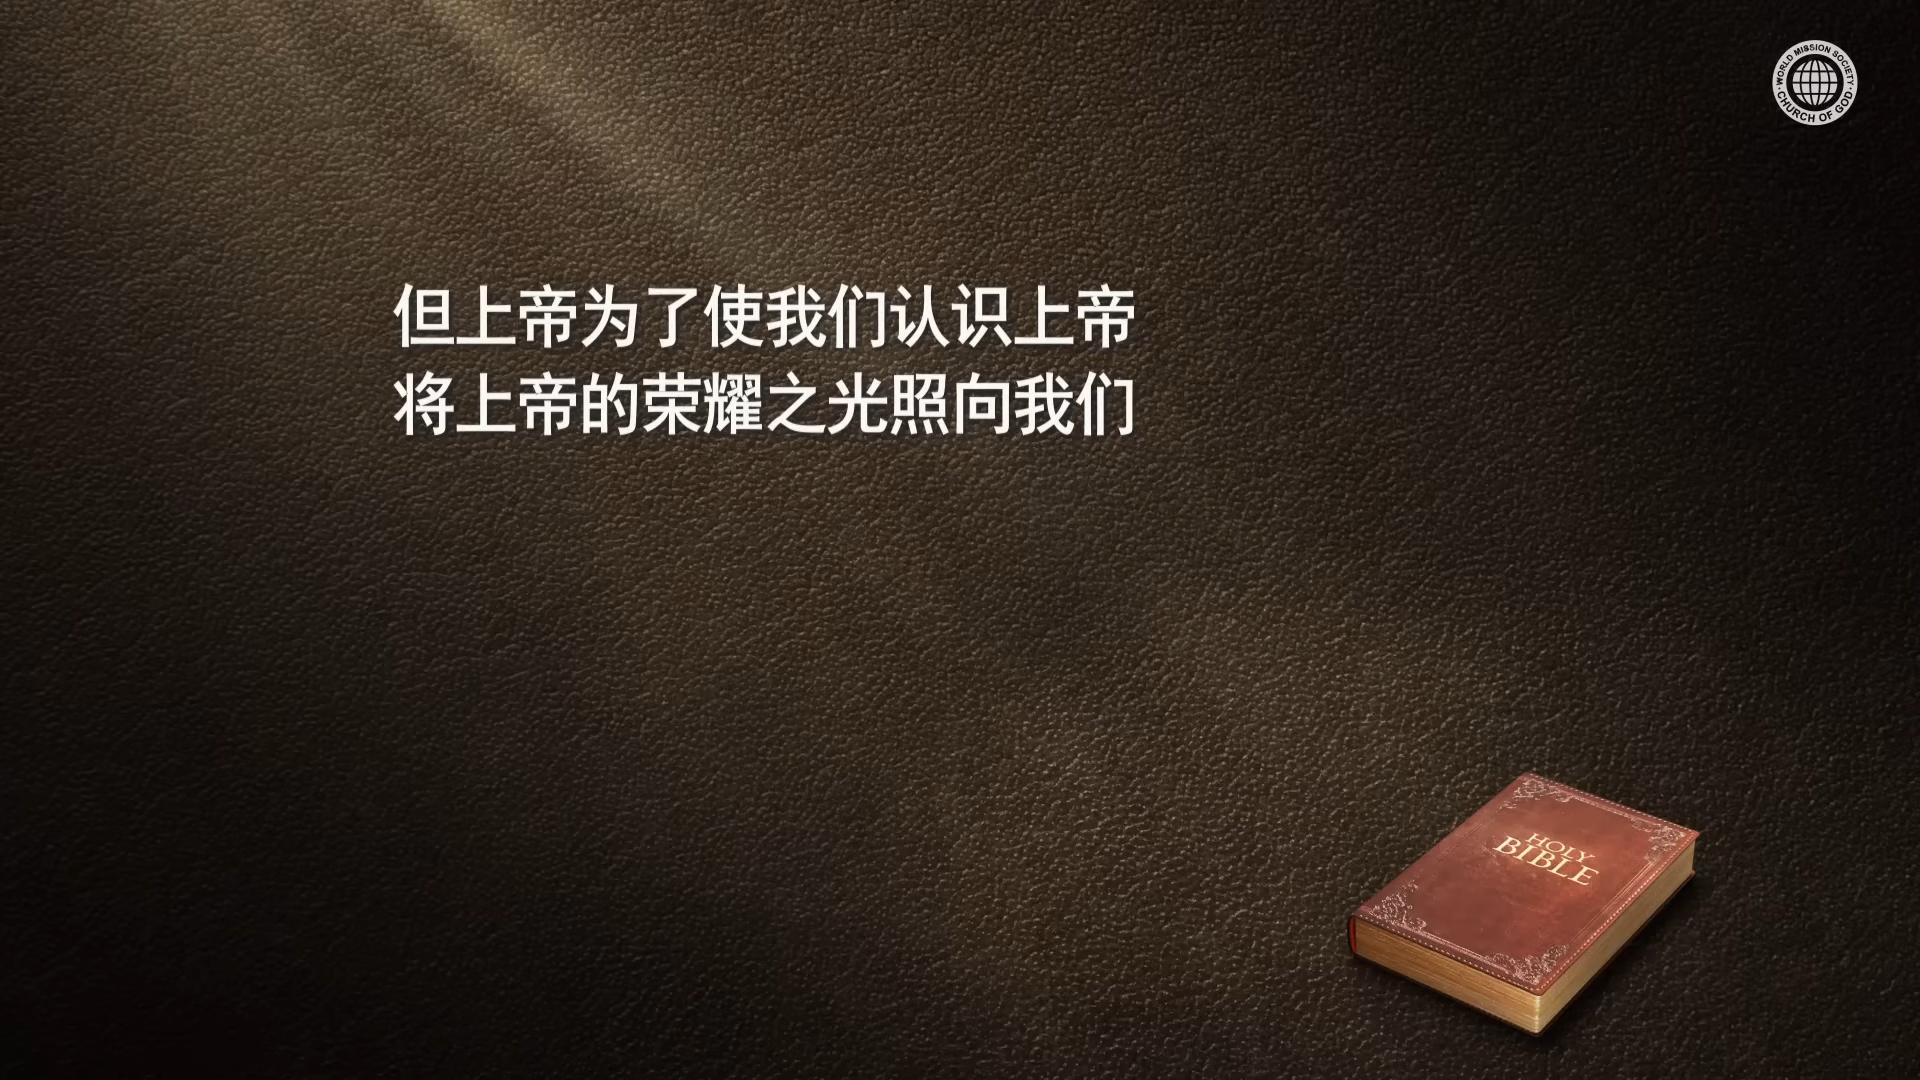 WORLD MISSION SOCIETY
CHURCH OF GOD
但上帝为了使我们认识上帝
将上帝的荣耀之光照向我们
HOLY
BIBLE